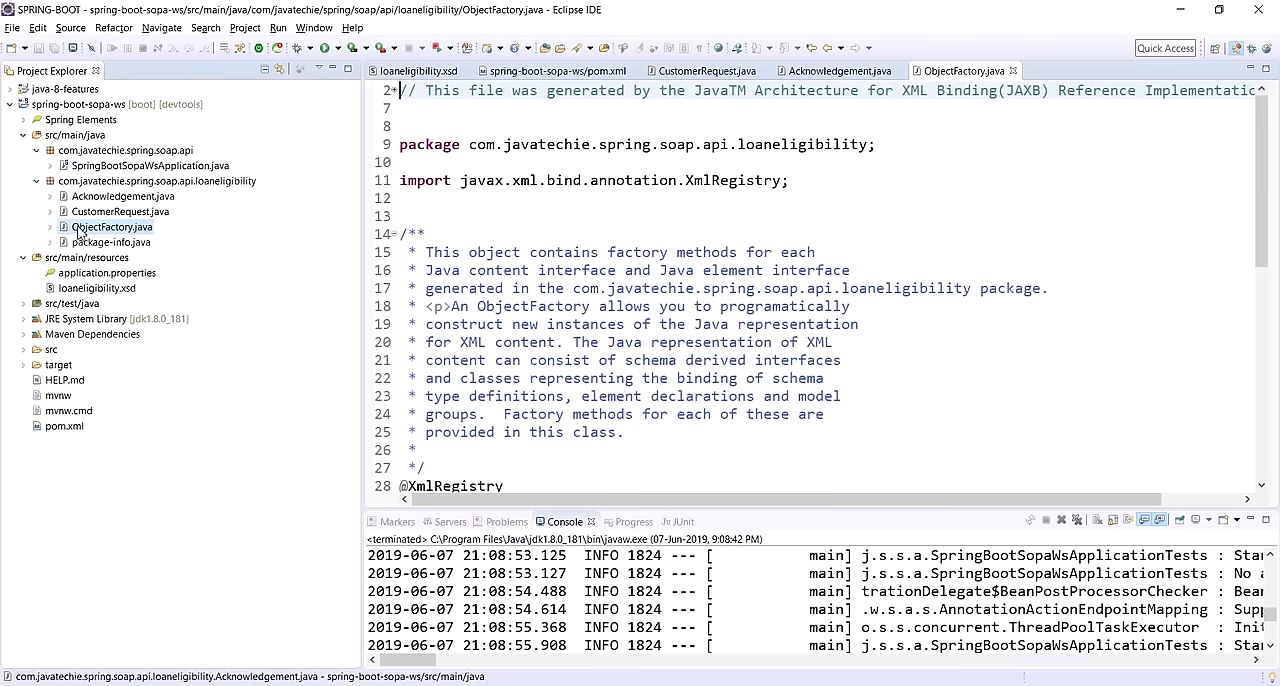 SPRING-BOOT - spring-boot-sopa-ws/src/main/java/com/javatechie/spring/soap/api/loaneligibility/ObjectFactory.java - Eclipse IDE
File Edit Source Refactor Navigate Search Project Run Window Help
Quick Access
Project Explorer
java-8-features
spring-boot-sopa-ws [boot] [devtools]
Spring Elements
src/main/java
com.javatechie.spring.soap.api
SpringBootSopaWsApplication.java
com.javatechie.spring.soap.api.loaneligibility
Acknowledgement.java
CustomerRequest.java
ObjectFactory.java
package-info.java
src/main/resources
application.properties
loaneligibility.xsd
src/test/java
JRE System Library [jdk1.8.0_181]
Maven Dependencies
src
target
HELP.md
mvnw
mvnw.cmd
pom.xml
loaneligibility.xsd spring-boot-sopa-ws/pom.xml CustomerRequest.java Acknowledgement.java ObjectFactory.java
2 // This file was generated by the JavaTM Architecture for XML Binding(JAXB) Reference Implementatic
7
8
9 package com.javatechie.spring.soap.api.loaneligibility;
10
11 import javax.xml.bind.annotation.XmlRegistry;
12
13
14 /**
15 * This object contains factory methods for each
16 * Java content interface and Java element interface
17 * generated in the com.javatechie.spring.soap.api.loaneligibility package.
18 * <p>An ObjectFactory allows you to programatically
19 * construct new instances of the Java representation
20 * for XML content. The Java representation of XML
21 * content can consist of schema derived interfaces
22 * and classes representing the binding of schema
23 * type definitions, element declarations and model
24 * groups.  Factory methods for each of these are
25 * provided in this class.
26 *
27 */
28 @XmlRegistry
Markers Servers Problems Console Progress JUnit
<terminated> C:\Program Files\Java\jdk1.8.0_181\bin\javaw.exe (07-Jun-2019, 9:08:42 PM)
2019-06-07 21:08:53.125  INFO 1824 --- [           main] j.s.s.a.SpringBootSopaWsApplicationTests : Star
2019-06-07 21:08:53.127  INFO 1824 --- [           main] j.s.s.a.SpringBootSopaWsApplicationTests : No a
2019-06-07 21:08:54.488  INFO 1824 --- [           main] trationDelegate$BeanPostProcessorChecker : Bean
2019-06-07 21:08:54.614  INFO 1824 --- [           main] .w.s.a.s.AnnotationActionEndpointMapping : Supp
2019-06-07 21:08:55.368  INFO 1824 --- [           main] o.s.s.concurrent.ThreadPoolTaskExecutor  : Init
2019-06-07 21:08:55.908  INFO 1824 --- [           main] j.s.s.a.SpringBootSopaWsApplicationTests : Star
com.javatechie.spring.soap.api.loaneligibility.Acknowledgement.java - spring-boot-sopa-ws/src/main/java